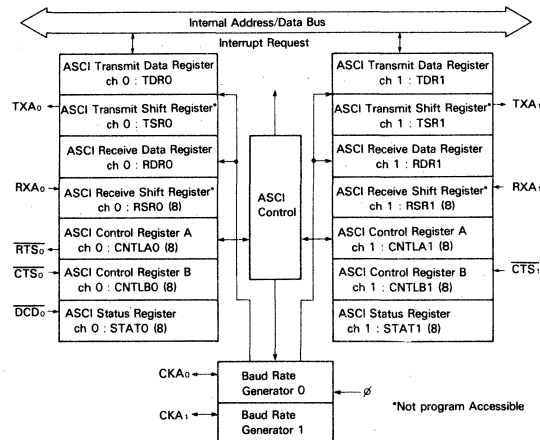 Internal Address/Data Bus
Interrupt Request
ASCI Transmit Data Register
ch 0 : TDR0
ASCI Transmit Shift Register*
ch 0 : TSR0
ASCI Receive Data Register
ch 0 : RDR0
ASCI Receive Shift Register*
ch 0 : RSR0 (8)
ASCI Control Register A
ch 0 : CNTLA0 (8)
ASCI Control Register B
ch 0 : CNTLB0 (8)
ASCI Status Register
ch 0 : STAT0 (8)
TXA₀
RXA₀
RTS₀
CTS₀
DCD₀
ASCI
Control
ASCI Transmit Data Register
ch 1 : TDR1
ASCI Transmit Shift Register*
ch 1 : TSR1
ASCI Receive Data Register
ch 1 : RDR1
ASCI Receive Shift Register*
ch 1 : RSR1 (8)
ASCI Control Register A
ch 1 : CNTLA1 (8)
ASCI Control Register B
ch 1 : CNTLB1 (8)
ASCI Status Register
ch 1 : STAT1 (8)
TXA₁
RXA₁
CTS₁
CKA₀
Baud Rate
Generator 0
ø
CKA₁
Baud Rate
Generator 1
*Not program Accessible